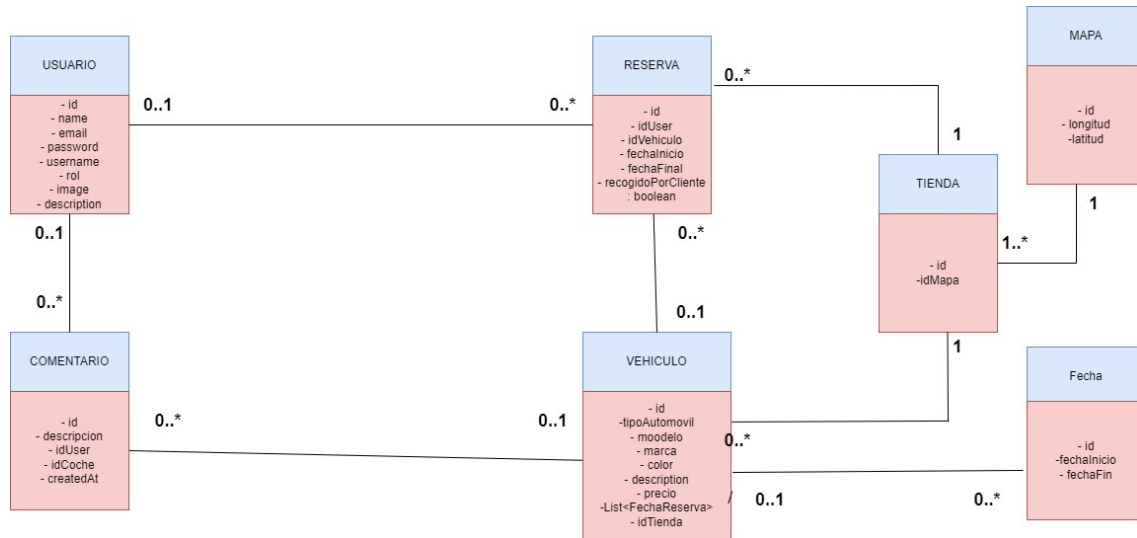 MAPA
- id
- longitud
-latitud
USUARIO
- id
- name
- email
- password
- username
- rol
- image
- description
0..1
0..*
RESERVA
- id
- idUser
- idVehiculo
- fechaInicio
- fechaFinal
- recogidoPorCliente
: boolean
0..*
1
TIENDA
- id
-idMapa
1..*
1
0..1
0..*
0..*
0..1
1
COMENTARIO
- id
- descripcion
- idUser
- idCoche
- createdAt
0..*
0..1
VEHICULO
- id
-tipoAutomovil
- moodelo
- marca
- color
- description
- precio
-List<FechaReserva>
- idTienda
0..*
/
0..1
0..*
Fecha
- id
-fechaInicio
- fechaFin